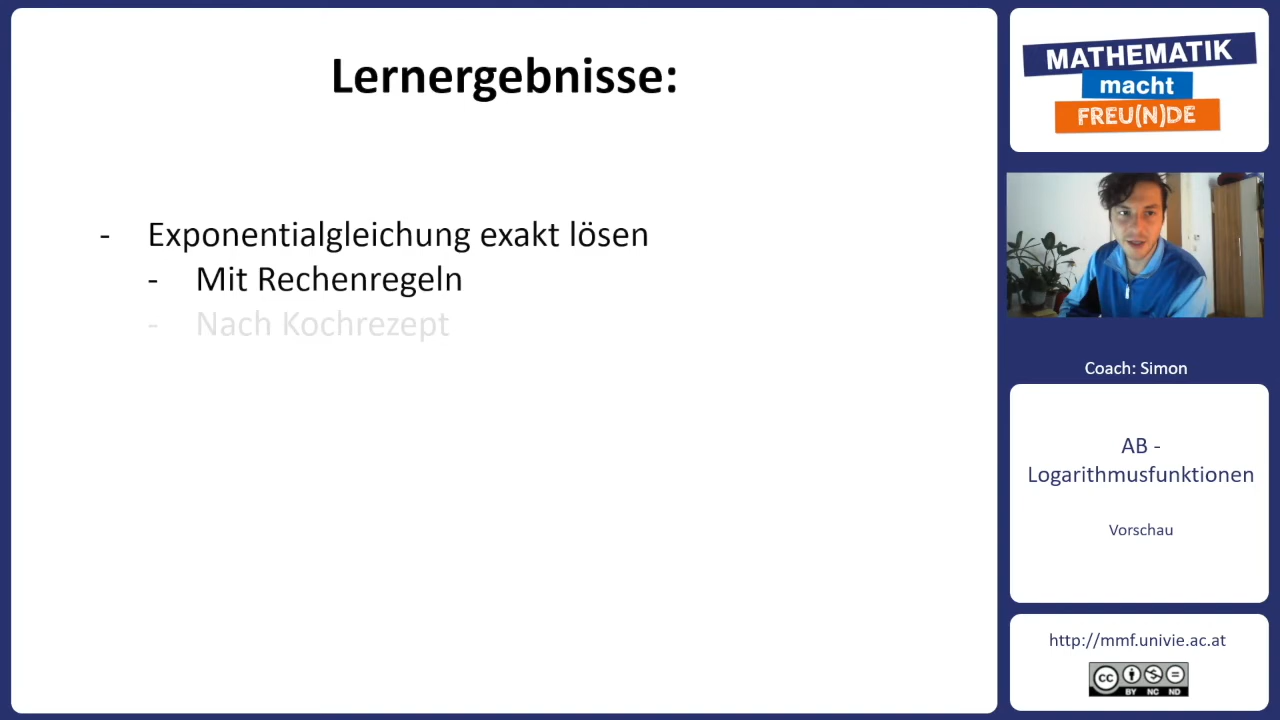 Lernergebnisse:
- Exponentialgleichung exakt lösen
- Mit Rechenregeln
- Nach Kochrezept
MATHEMATIK
macht
FREU(N)DE
Coach: Simon
AB -
Logarithmusfunktionen
Vorschau
http://mmf.univie.ac.at
CC
BY NC ND